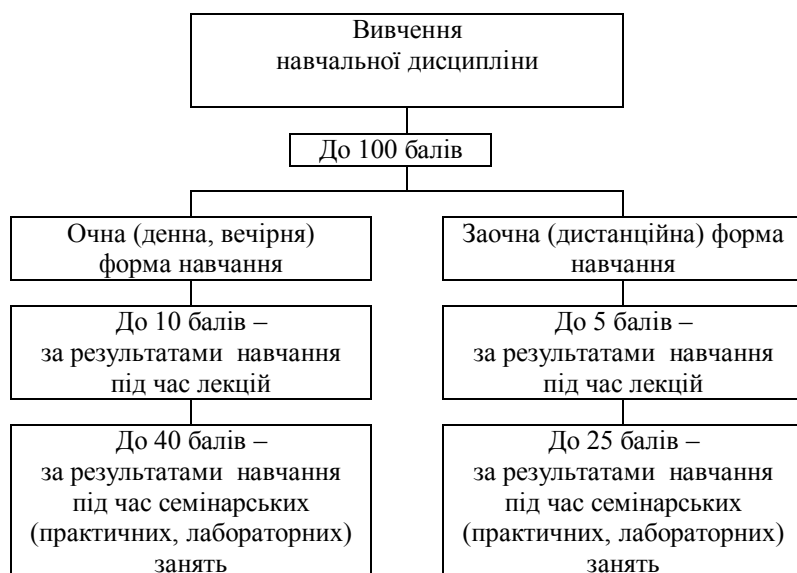 Вивчення
навчальної дисципліни
До 100 балів
Очна (денна, вечірня)
форма навчання
Заочна (дистанційна) форма
навчання
До 10 балів –
за результатами навчання
під час лекцій
До 5 балів –
за результатами навчання
під час лекцій
До 40 балів –
за результатами навчання
під час семінарських
(практичних, лабораторних)
занять
До 25 балів –
за результатами навчання
під час семінарських
(практичних, лабораторних)
занять